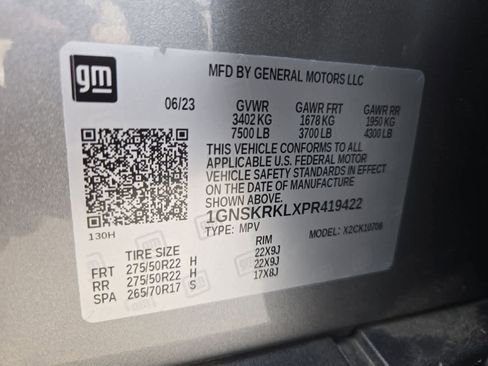 gm
MFD BY GENERAL MOTORS LLC
06/23 GVWR GAWR FRT GAWR RR
3402 KG 1678 KG 1950 KG
7500 LB 3700 LB 4300 LB
THIS VEHICLE CONFORMS TO ALL
APPLICABLE U.S. FEDERAL MOTOR
VEHICLE SAFETY STANDARDS IN EFFECT
ON THE DATE OF MANUFACTURE SHOWN
1GNSKRKLXPR419422
130H
TYPE: MPV MODEL: X2CK10706
TIRE SIZE RIM
FRT 275/50R22 H 22X9J
RR 275/50R22 H 22X9J
SPA 265/70R17 S 17X8J